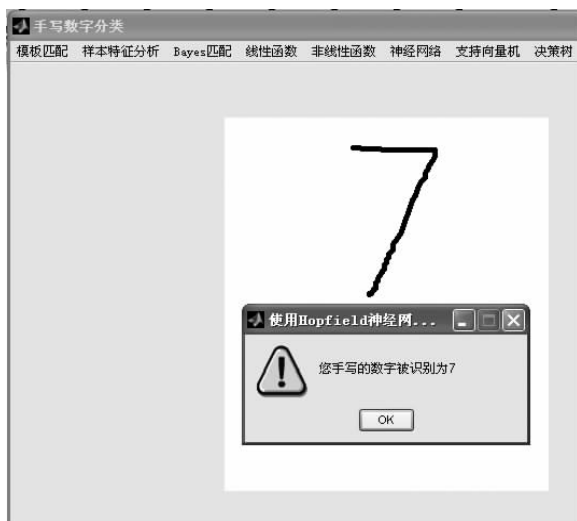 手写数字分类
模板匹配 样本特征分析 Bayes匹配 线性函数 非线性函数 神经网络 支持向量机 决策树
7
使用Hopfield神经网...
您手写的数字被识别为7
OK